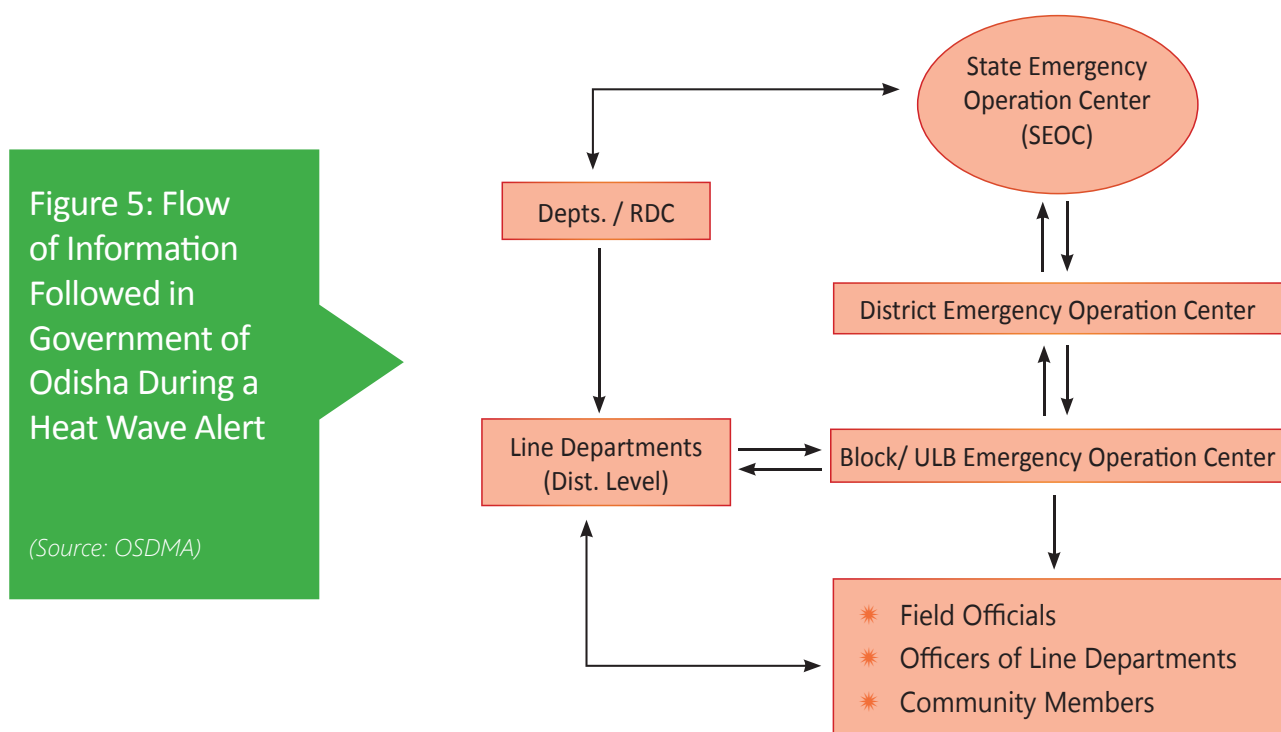 Figure 5: Flow
of Information
Followed in
Government of
Odisha During a
Heat Wave Alert
(Source: OSDMA)
State Emergency
Operation Center
(SEOC)
Depts. / RDC
District Emergency Operation Center
Line Departments
(Dist. Level)
Block/ ULB Emergency Operation Center
Field Officials
Officers of Line Departments
Community Members